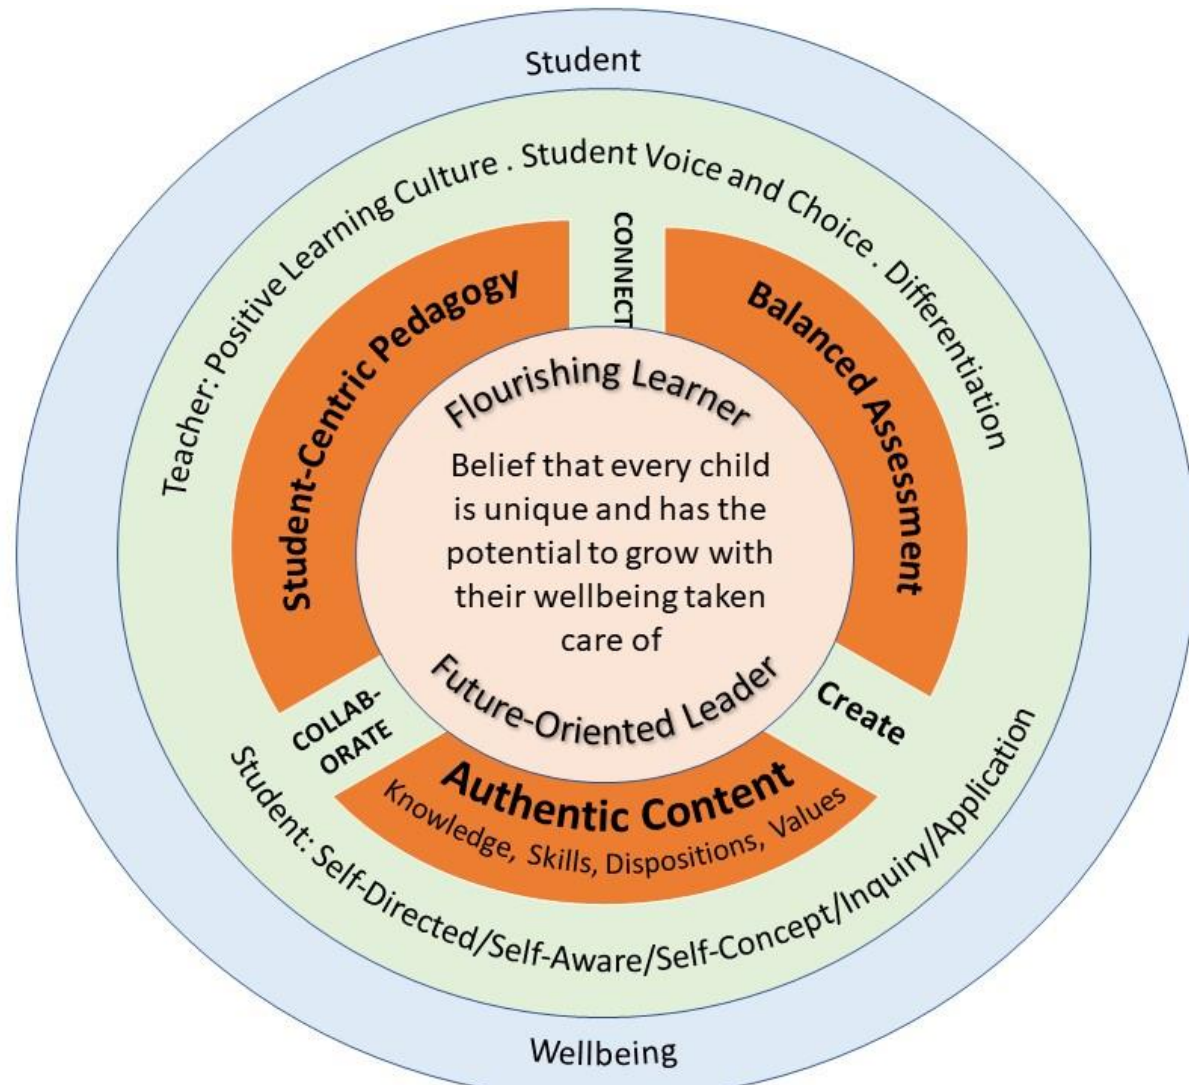 Student
Teacher: Positive Learning Culture . Student Voice and Choice . Differentiation
CONNECT
Student-Centric Pedagogy
Balanced Assessment
Flourishing Learner
Belief that every child
is unique and has the
potential to grow with
their wellbeing taken
care of
Future-Oriented Leader
COLLAB-
ORATE
Create
Authentic Content
Knowledge, Skills, Dispositions, Values
Student: Self-Directed/Self-Aware/Self-Concept/Inquiry/Application
Wellbeing